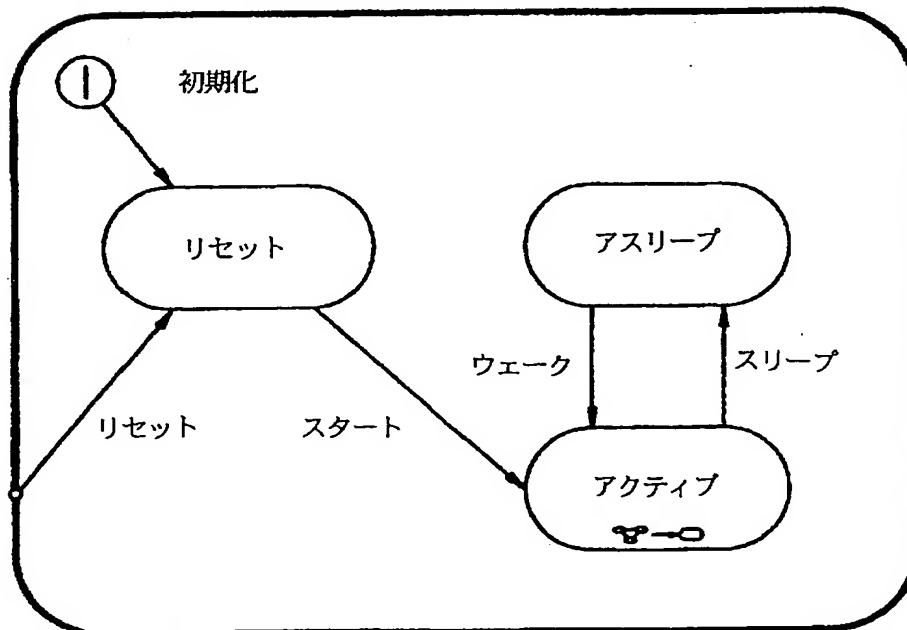 初期化
リセット
アスリープ
ウェーク
スリープ
リセット
スタート
アクティブ